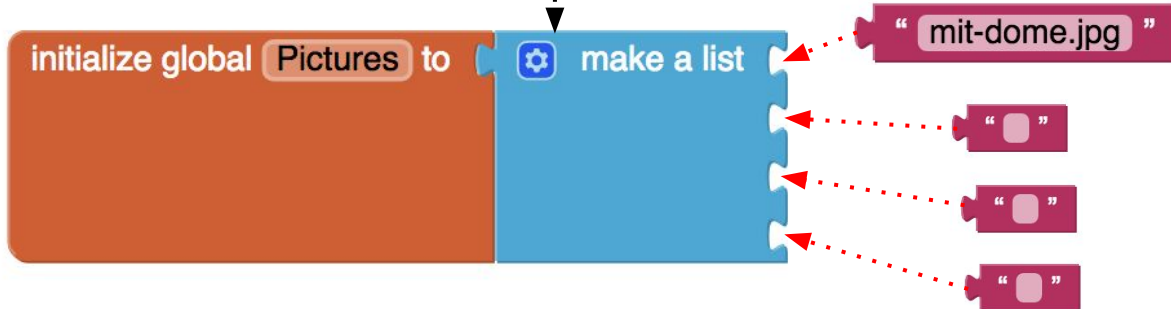 “ mit-dome.jpg ”
initialize global Pictures to make a list
“ ”
“ ”
“ ”